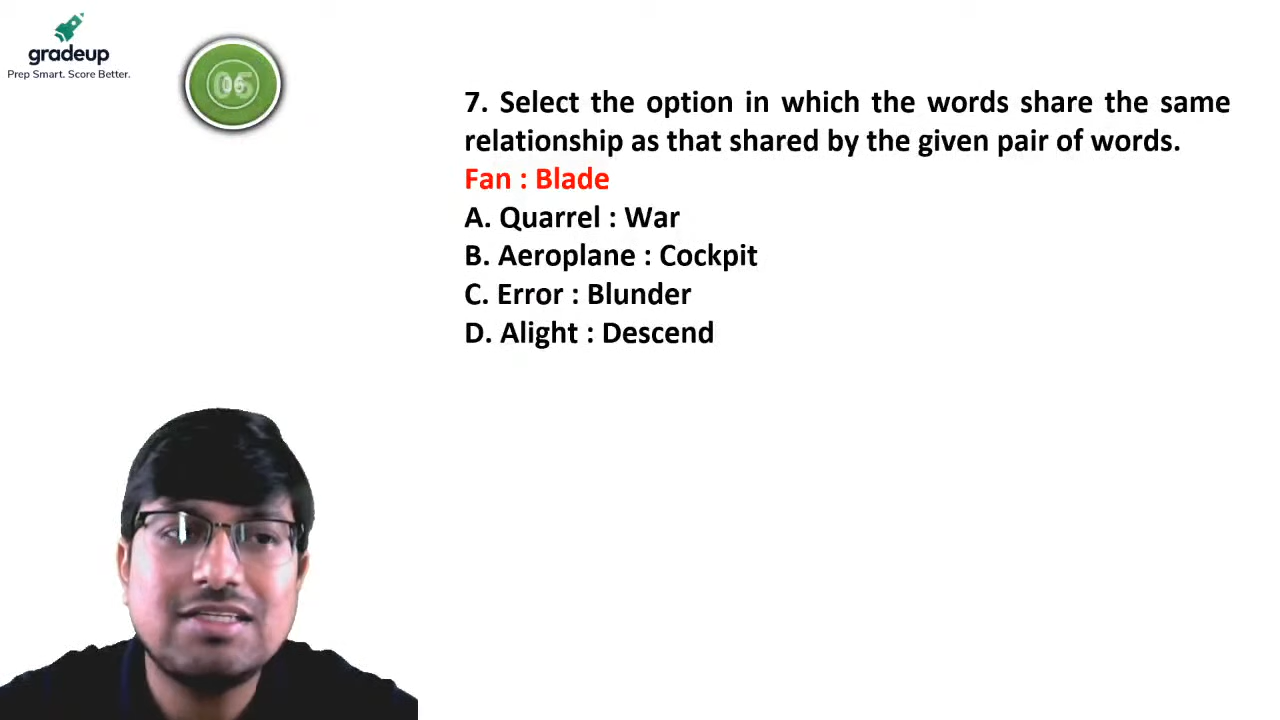 gradeup
Prep Smart. Score Better.
06
7. Select the option in which the words share the same
relationship as that shared by the given pair of words.
Fan : Blade
A. Quarrel : War
B. Aeroplane : Cockpit
C. Error : Blunder
D. Alight : Descend